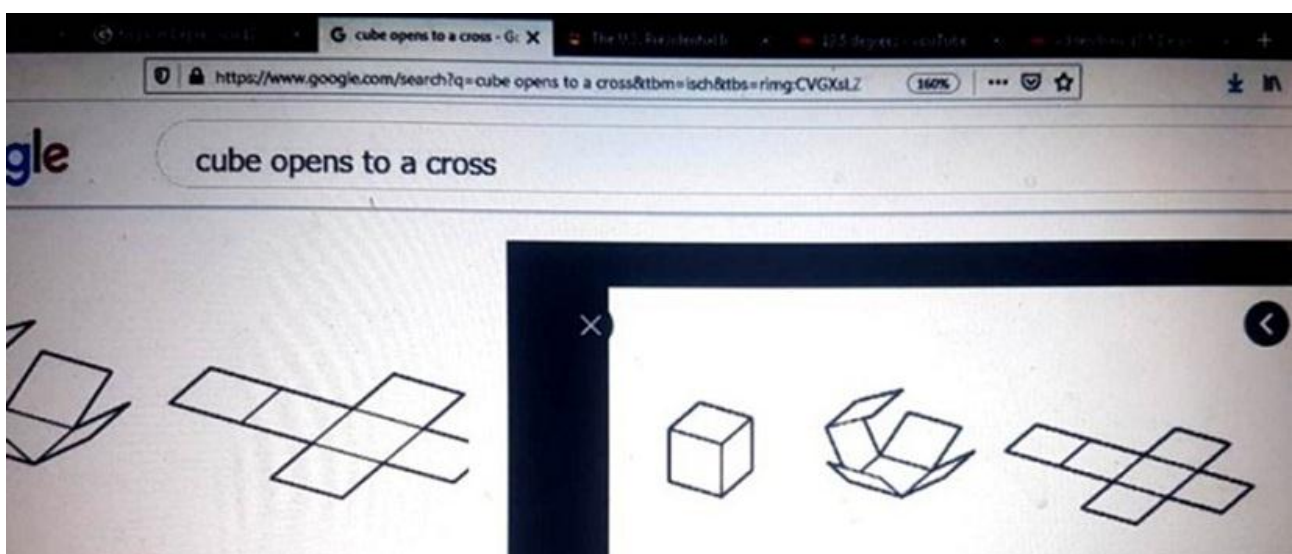 G cube opens to a cross - Go
https://www.google.com/search?q=cube opens to a cross&tbm=isch&tbs=rimg:CVGXsLZ 160%
gle
cube opens to a cross